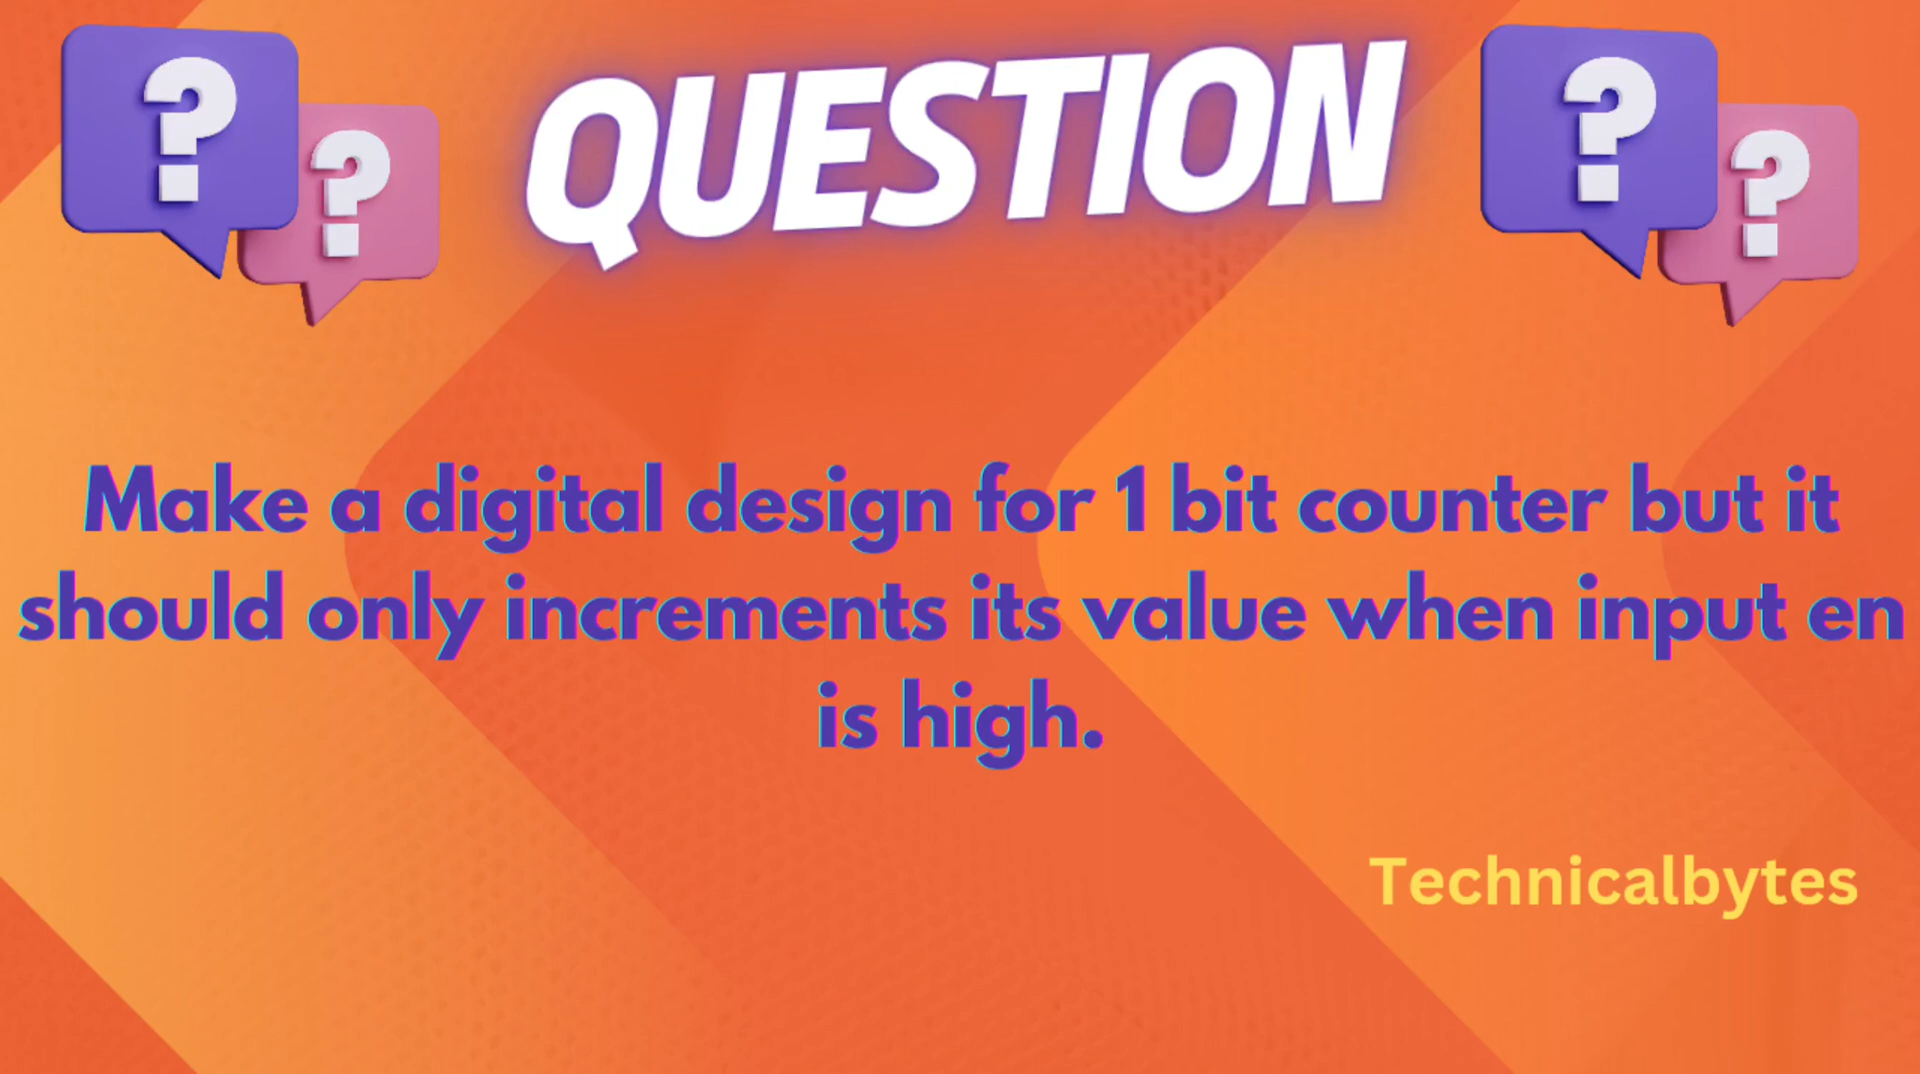 QUESTION
Make a digital design for 1 bit counter but it
should only increments its value when input en
is high.
Technicalbytes